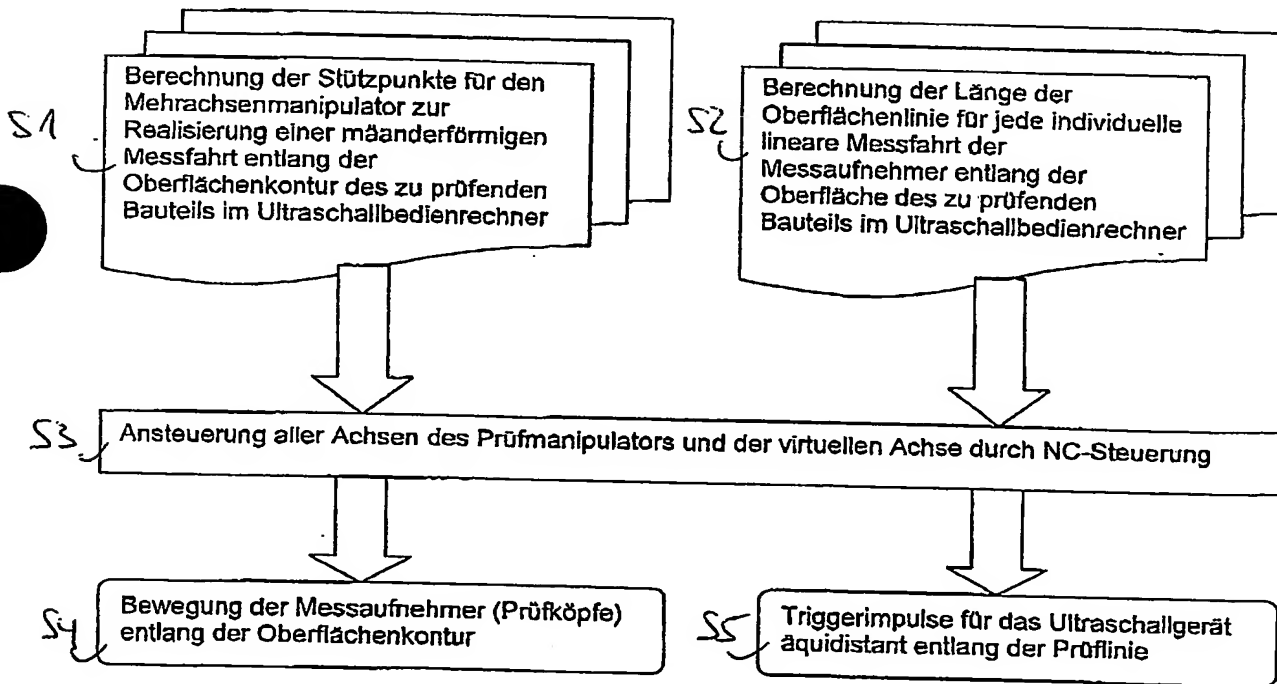 S1
Berechnung der Stützpunkte für den
Mehrachsenmanipulator zur
Realisierung einer mäanderförmigen
Messfahrt entlang der
Oberflächenkontur des zu prüfenden
Bauteils im Ultraschallbedienrechner
S2
Berechnung der Länge der
Oberflächenlinie für jede individuelle
lineare Messfahrt der
Messaufnehmer entlang der
Oberfläche des zu prüfenden
Bauteils im Ultraschallbedienrechner
S3
Ansteuerung aller Achsen des Prüfmanipulators und der virtuellen Achse durch NC-Steuerung
S4
Bewegung der Messaufnehmer (Prüfköpfe)
entlang der Oberflächenkontur
S5
Triggerimpulse für das Ultraschallgerät
äquidistant entlang der Prüflinie